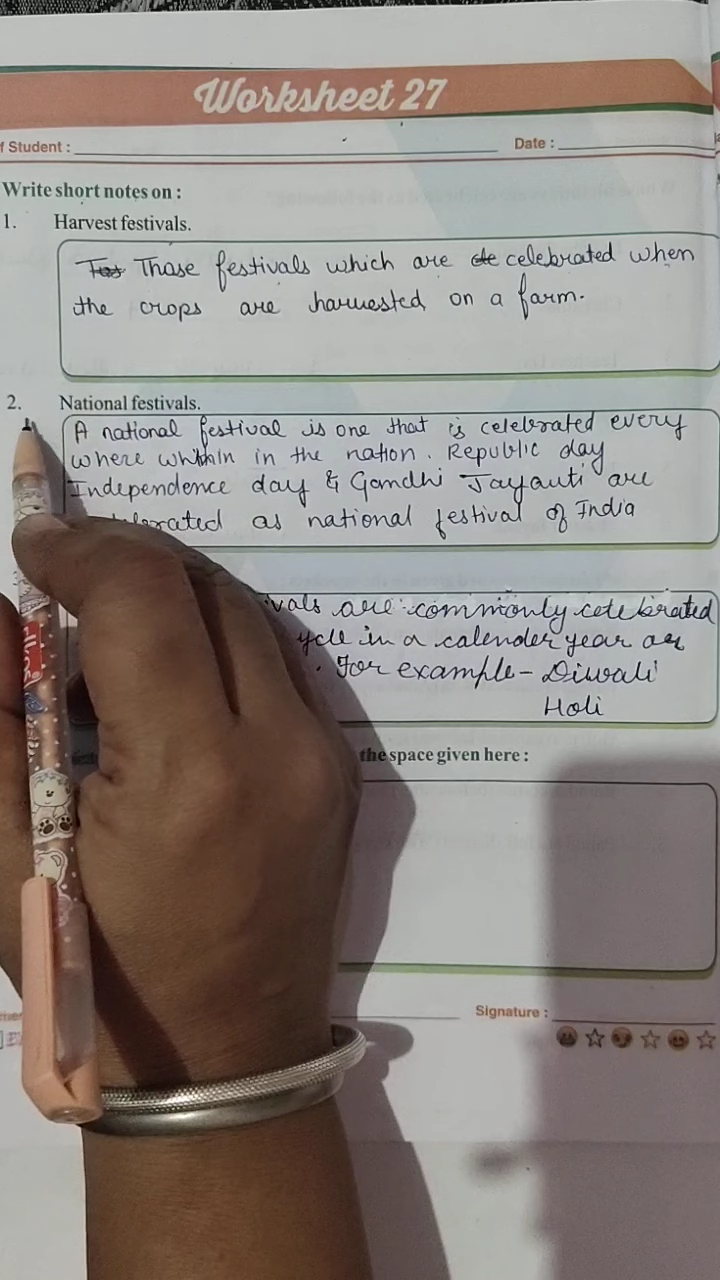 Worksheet 27
f Student :
Date :
Write short notes on :
1. Harvest festivals.
Those festivals which are celebrated when
the crops are harvested on a farm.
2. National festivals.
A national festival is one that is celebrated every
where within in the nation. Republic day
Independence day & Gandhi Jayanti are
as national festival of India
are commonly celebrated
in a calender year
. For example - Diwali
Holi
the space given here :
Signature :